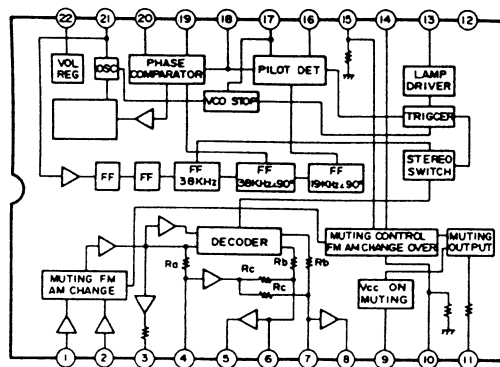 22 21 20 19 18 17 16 15 14 13 12
VOL
REG
OSC
PHASE
COMPARATOR
PILOT DET
LAMP
DRIVER
VCO STOP
TRIGGER
STEREO
SWITCH
FF
FF
FF
38KHz
FF
38KHz∠90°
FF
19KHz∠90°
DECODER
MUTING CONTROL
FM AM CHANGE OVER
MUTING
OUTPUT
Ra
Rb
Rb
Rc
Rc
MUTING FM
AM CHANGE
Vcc ON
MUTING
1 2 3 4 5 6 7 8 9 10 11